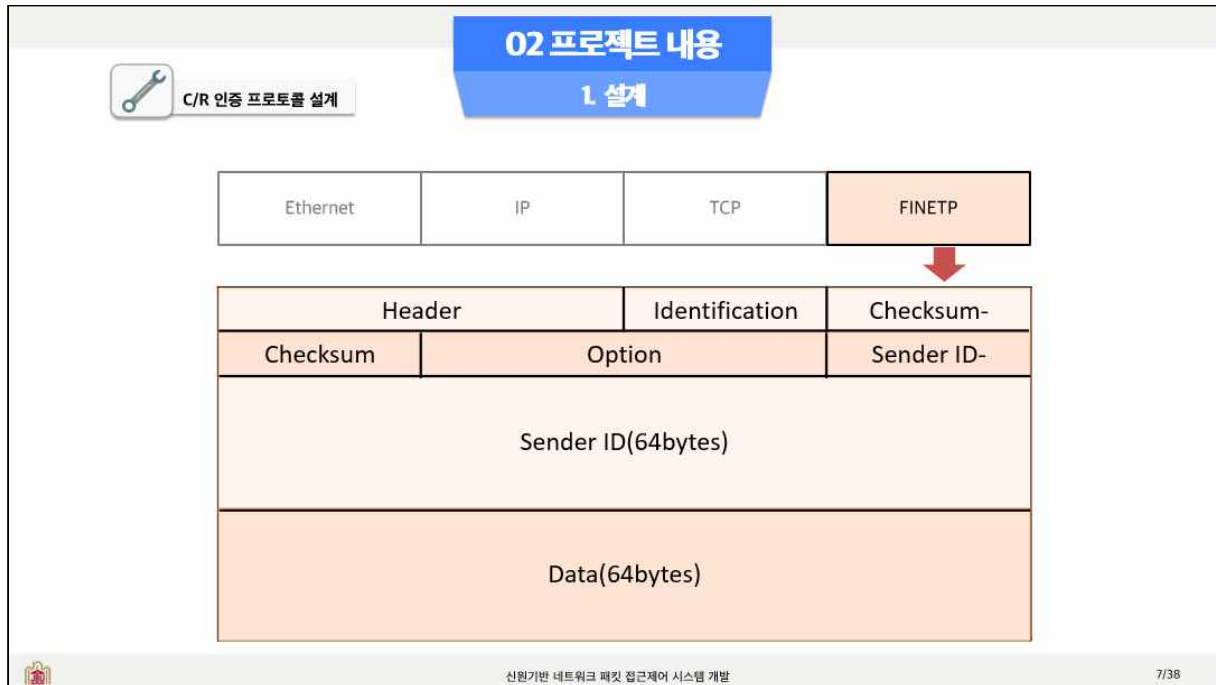 02 프로젝트 내용
1. 설계
C/R 인증 프로토콜 설계
Ethernet IP TCP FINETP
Header Identification Checksum-
Checksum Option Sender ID-
Sender ID(64bytes)
Data(64bytes)
신원기반 네트워크 패킷 접근제어 시스템 개발 7/38